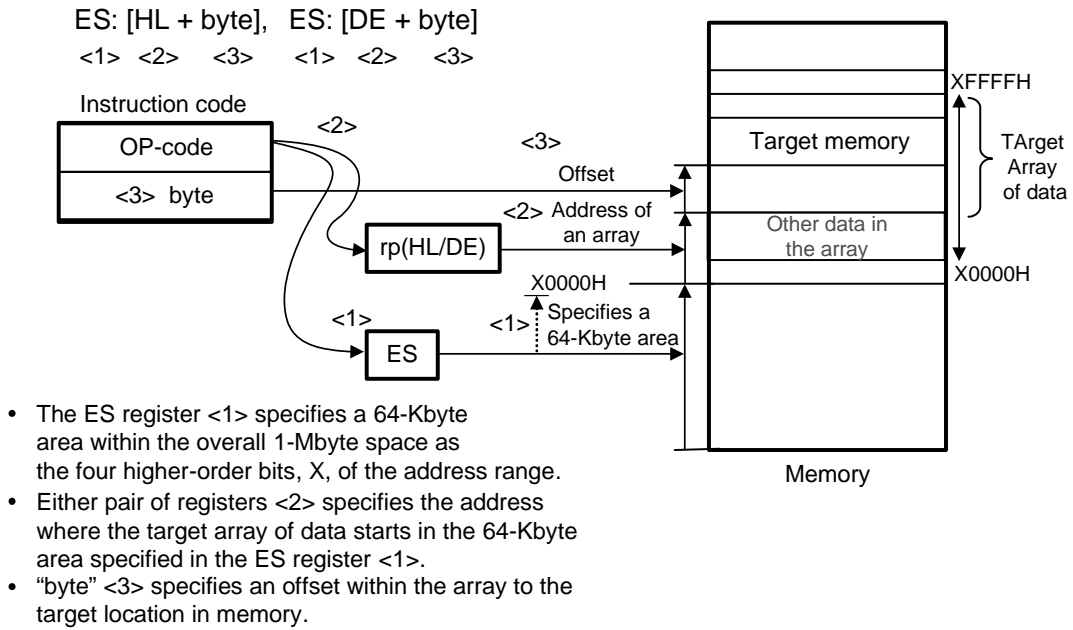 ES: [HL + byte], ES: [DE + byte]
<1> <2> <3> <1> <2> <3>
Instruction code
OP-code
<3> byte
<2>
<3>
Offset
<2> Address of
an array
rp(HL/DE)
X0000H
<1>
Specifies a
64-Kbyte area
<1>
ES
XFFFFH
Target memory
TArget
Array
of data
Other data in
the array
X0000H
Memory
• The ES register <1> specifies a 64-Kbyte
area within the overall 1-Mbyte space as
the four higher-order bits, X, of the address range.
• Either pair of registers <2> specifies the address
where the target array of data starts in the 64-Kbyte
area specified in the ES register <1>.
• “byte” <3> specifies an offset within the array to the
target location in memory.